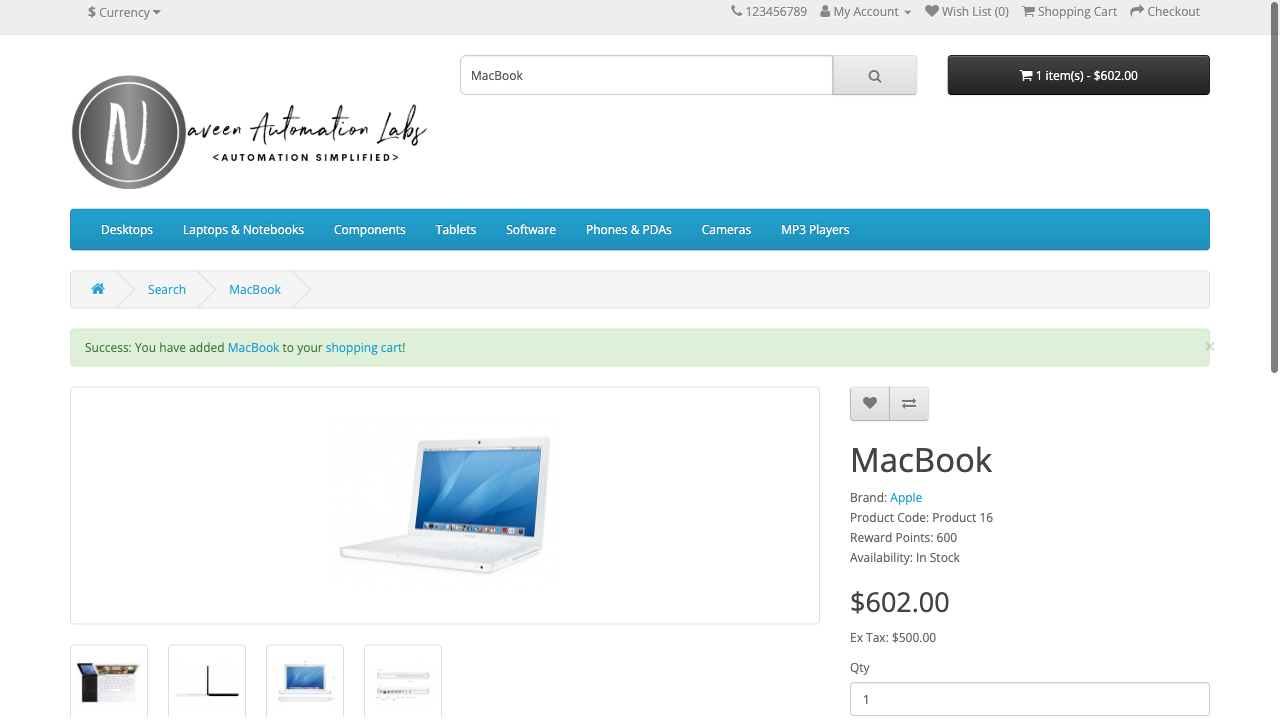 $ Currency
123456789 My Account Wish List (0) Shopping Cart Checkout
MacBook
1 item(s) - $602.00
N aveen Automation Labs
<AUTOMATION SIMPLIFIED>
Desktops Laptops & Notebooks Components Tablets Software Phones & PDAs Cameras MP3 Players
Search MacBook
Success: You have added MacBook to your shopping cart!
×
MacBook
Brand: Apple
Product Code: Product 16
Reward Points: 600
Availability: In Stock
$602.00
Ex Tax: $500.00
Qty
1